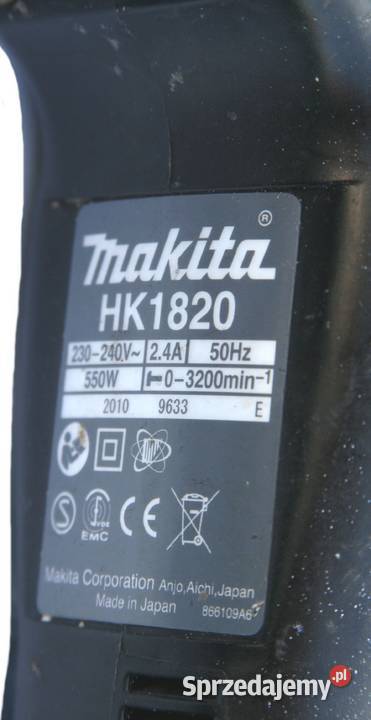 makita ®
HK1820
230-240V~ 2.4A 50Hz
550W 0-3200min-1
2010 9633 E
S VDE CE
EMC
Makita Corporation Anjo,Aichi,Japan
Made in Japan 866109A6
Sprzedajemy.pl